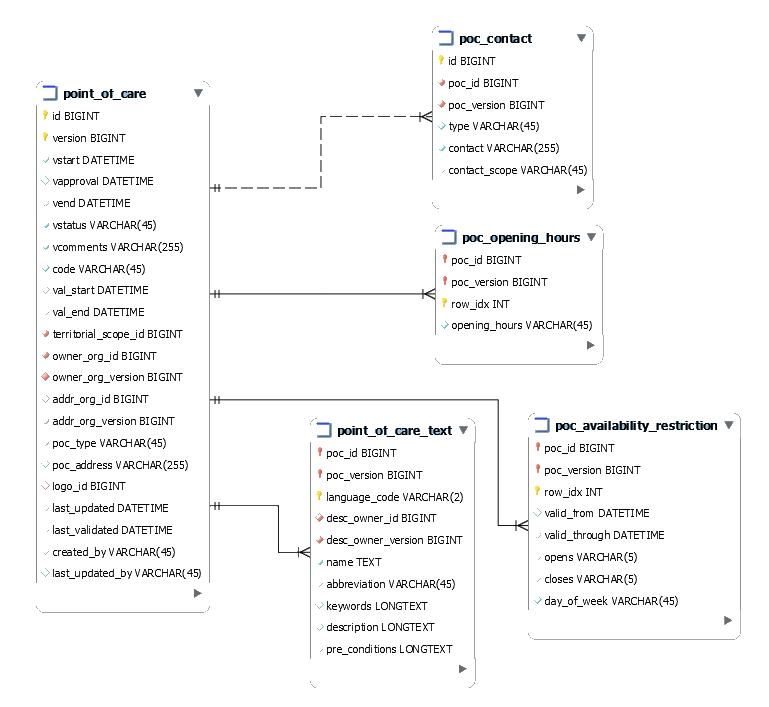 point_of_care
id BIGINT
version BIGINT
vstart DATETIME
vapproval DATETIME
vend DATETIME
vstatus VARCHAR(45)
vcomments VARCHAR(255)
code VARCHAR(45)
val_start DATETIME
val_end DATETIME
territorial_scope_id BIGINT
owner_org_id BIGINT
owner_org_version BIGINT
addr_org_id BIGINT
addr_org_version BIGINT
poc_type VARCHAR(45)
poc_address VARCHAR(255)
logo_id BIGINT
last_updated DATETIME
last_validated DATETIME
created_by VARCHAR(45)
last_updated_by VARCHAR(45)
poc_contact
id BIGINT
poc_id BIGINT
poc_version BIGINT
type VARCHAR(45)
contact VARCHAR(255)
contact_scope VARCHAR(45)
poc_opening_hours
poc_id BIGINT
poc_version BIGINT
row_idx INT
opening_hours VARCHAR(45)
point_of_care_text
poc_id BIGINT
poc_version BIGINT
language_code VARCHAR(2)
desc_owner_id BIGINT
desc_owner_version BIGINT
name TEXT
abbreviation VARCHAR(45)
keywords LONGTEXT
description LONGTEXT
pre_conditions LONGTEXT
poc_availability_restriction
poc_id BIGINT
poc_version BIGINT
row_idx INT
valid_from DATETIME
valid_through DATETIME
opens VARCHAR(5)
closes VARCHAR(5)
day_of_week VARCHAR(45)